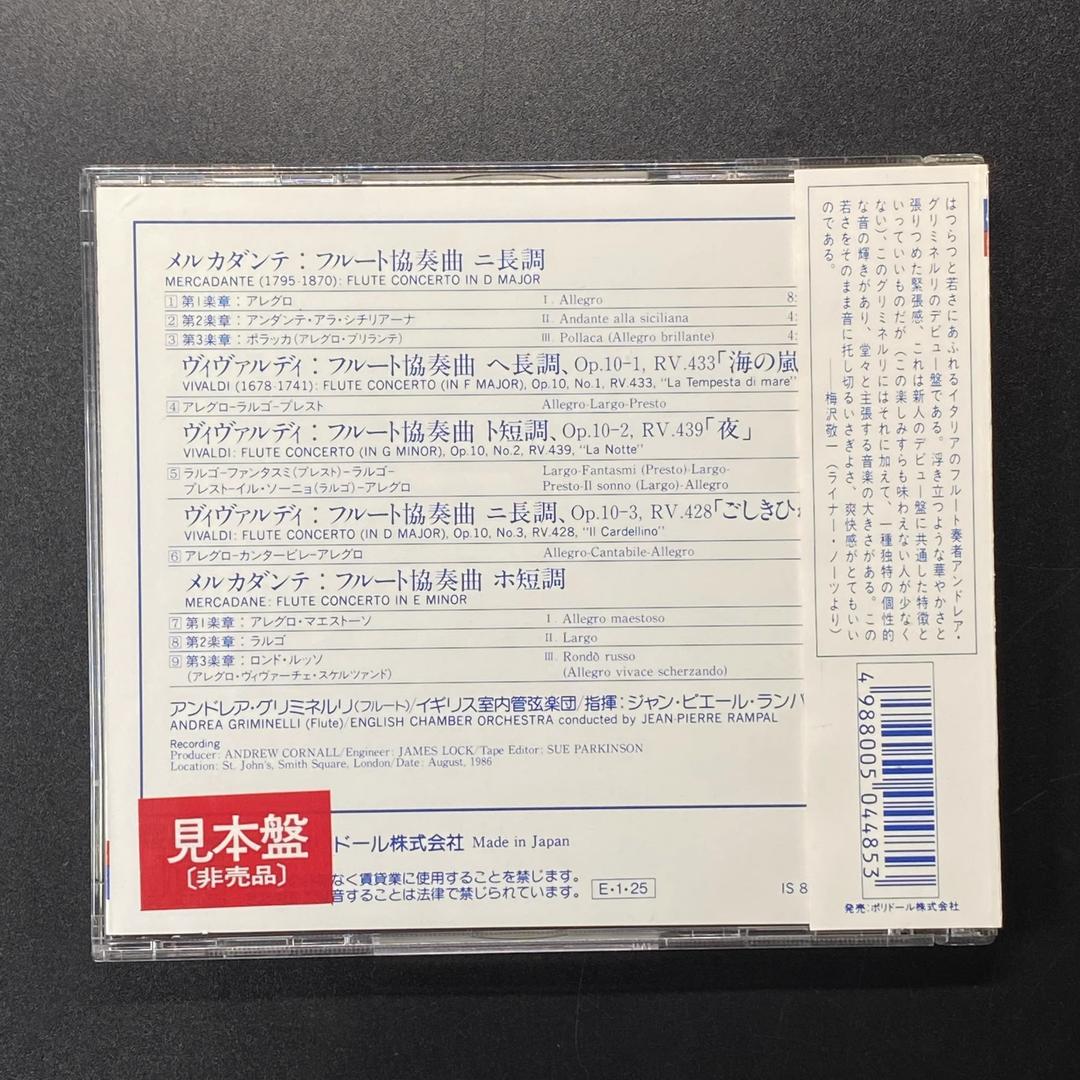 メルカダンテ：フルート協奏曲 ニ長調
MERCADANTE (1795-1870): FLUTE CONCERTO IN D MAJOR
1 第1楽章：アレグロ I. Allegro 8:
2 第2楽章：アンダンテ・アラ・シチリアーナ II. Andante alla siciliana 4:
3 第3楽章：ポラッカ（アレグロ・ブリランテ） III. Pollaca (Allegro brillante) 4:
ヴィヴァルディ：フルート協奏曲 ヘ長調、Op.10-1, RV.433「海の嵐
VIVALDI (1678-1741): FLUTE CONCERTO (IN F MAJOR), Op.10, No.1, RV.433, "La Tempesta di mare"
4 アレグロ-ラルゴ-プレスト Allegro-Largo-Presto
ヴィヴァルディ：フルート協奏曲 ト短調、Op.10-2, RV.439「夜」
VIVALDI: FLUTE CONCERTO (IN G MINOR), Op.10, No.2, RV.439, "La Notte"
5 ラルゴ-ファンタスミ（プレスト）-ラルゴ- Largo-Fantasmi (Presto)-Largo-
プレスト-イル・ソーニョ（ラルゴ）-アレグロ Presto-Il sonno (Largo)-Allegro
ヴィヴァルディ：フルート協奏曲 ニ長調、Op.10-3, RV.428「ごしきひ
VIVALDI: FLUTE CONCERTO (IN D MAJOR), Op.10, No.3, RV.428, "Il Cardellino"
6 アレグロ-カンタービレ-アレグロ Allegro-Cantabile-Allegro
メルカダンテ：フルート協奏曲 ホ短調
MERCADANE: FLUTE CONCERTO IN E MINOR
7 第1楽章：アレグロ・マエストーソ I. Allegro maestoso
8 第2楽章：ラルゴ II. Largo
9 第3楽章：ロンド・ルッソ III. Rondò russo
（アレグロ・ヴィヴァーチェ・スケルツァンド） (Allegro vivace scherzando)
アンドレア・グリミネルリ（フルート）/イギリス室内管弦楽団/指揮：ジャン・ピエール・ランパ
ANDREA GRIMINELLI (Flute)/ENGLISH CHAMBER ORCHESTRA conducted by JEAN-PIERRE RAMPAL
Recording
Producer: ANDREW CORNALL/Engineer: JAMES LOCK/Tape Editor: SUE PARKINSON
Location: St. John's, Smith Square, London/Date: August, 1986
見本盤
〔非売品〕
ドール株式会社 Made in Japan
なく賃貸業に使用することを禁じます。
音することは法律で禁じられています。 E・1・25 IS 8
はつらつと若さにあふれるイタリアのフルート奏者アンドレア・
グリミネルリのデビュー盤である。浮き立つような華やかさと
張りつめた緊張感、これは新人のデビュー盤に共通した特徴と
いっていいものだが（この楽しみすらも味わえない人が少なく
ない）、このグリミネルリにはそれに加えて、一種独特の個性的
な音の輝きがあり、堂々と主張する音楽の大きさがある。この
若さをそのまま音に託し切るいさぎよさ、爽快感がとてもいい
のである。 ——梅沢敬一（ライナー・ノーツより）
4988005044853
発売：ポリドール株式会社